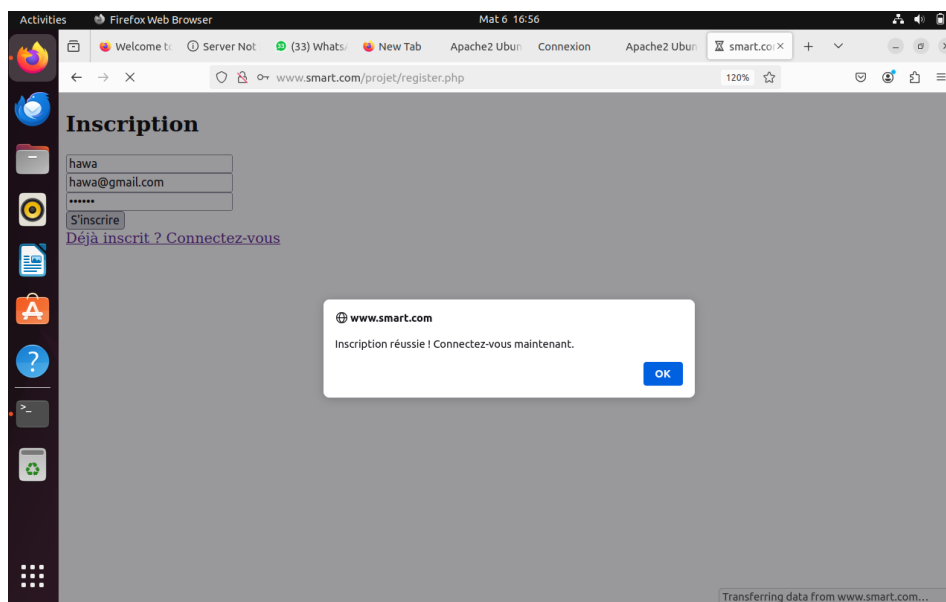 Activities Firefox Web Browser Mat 6 16:56
Welcome to Server Not (33) Whats New Tab Apache2 Ubun Connexion Apache2 Ubun smart.co
www.smart.com/projet/register.php 120%
Inscription
hawa
hawa@gmail.com
••••••
S'inscrire
Déjà inscrit ? Connectez-vous
www.smart.com
Inscription réussie ! Connectez-vous maintenant.
OK
Transferring data from www.smart.com...